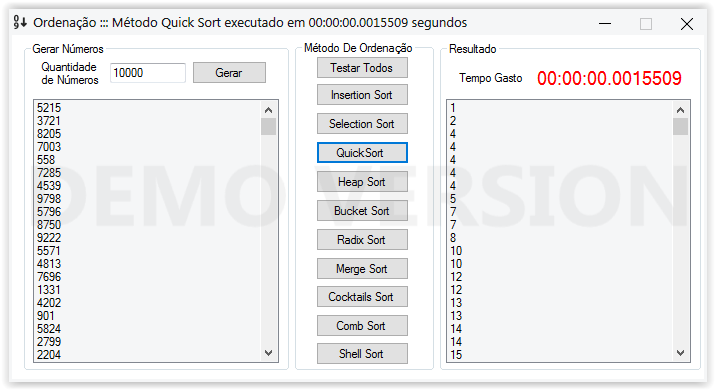 Ordenação ::: Método Quick Sort executado em 00:00:00.0015509 segundos
Gerar Números
Quantidade
de Números
10000
Gerar
5215
3721
8205
7003
558
7285
4539
9798
5796
8750
9222
5571
4813
7696
1331
4202
901
5824
2799
2204
Método De Ordenação
Testar Todos
Insertion Sort
Selection Sort
QuickSort
Heap Sort
Bucket Sort
Radix Sort
Merge Sort
Cocktails Sort
Comb Sort
Shell Sort
Resultado
Tempo Gasto 00:00:00.0015509
1
2
4
4
4
4
4
5
7
7
8
10
10
12
12
13
13
14
14
15
DEMO VERSION